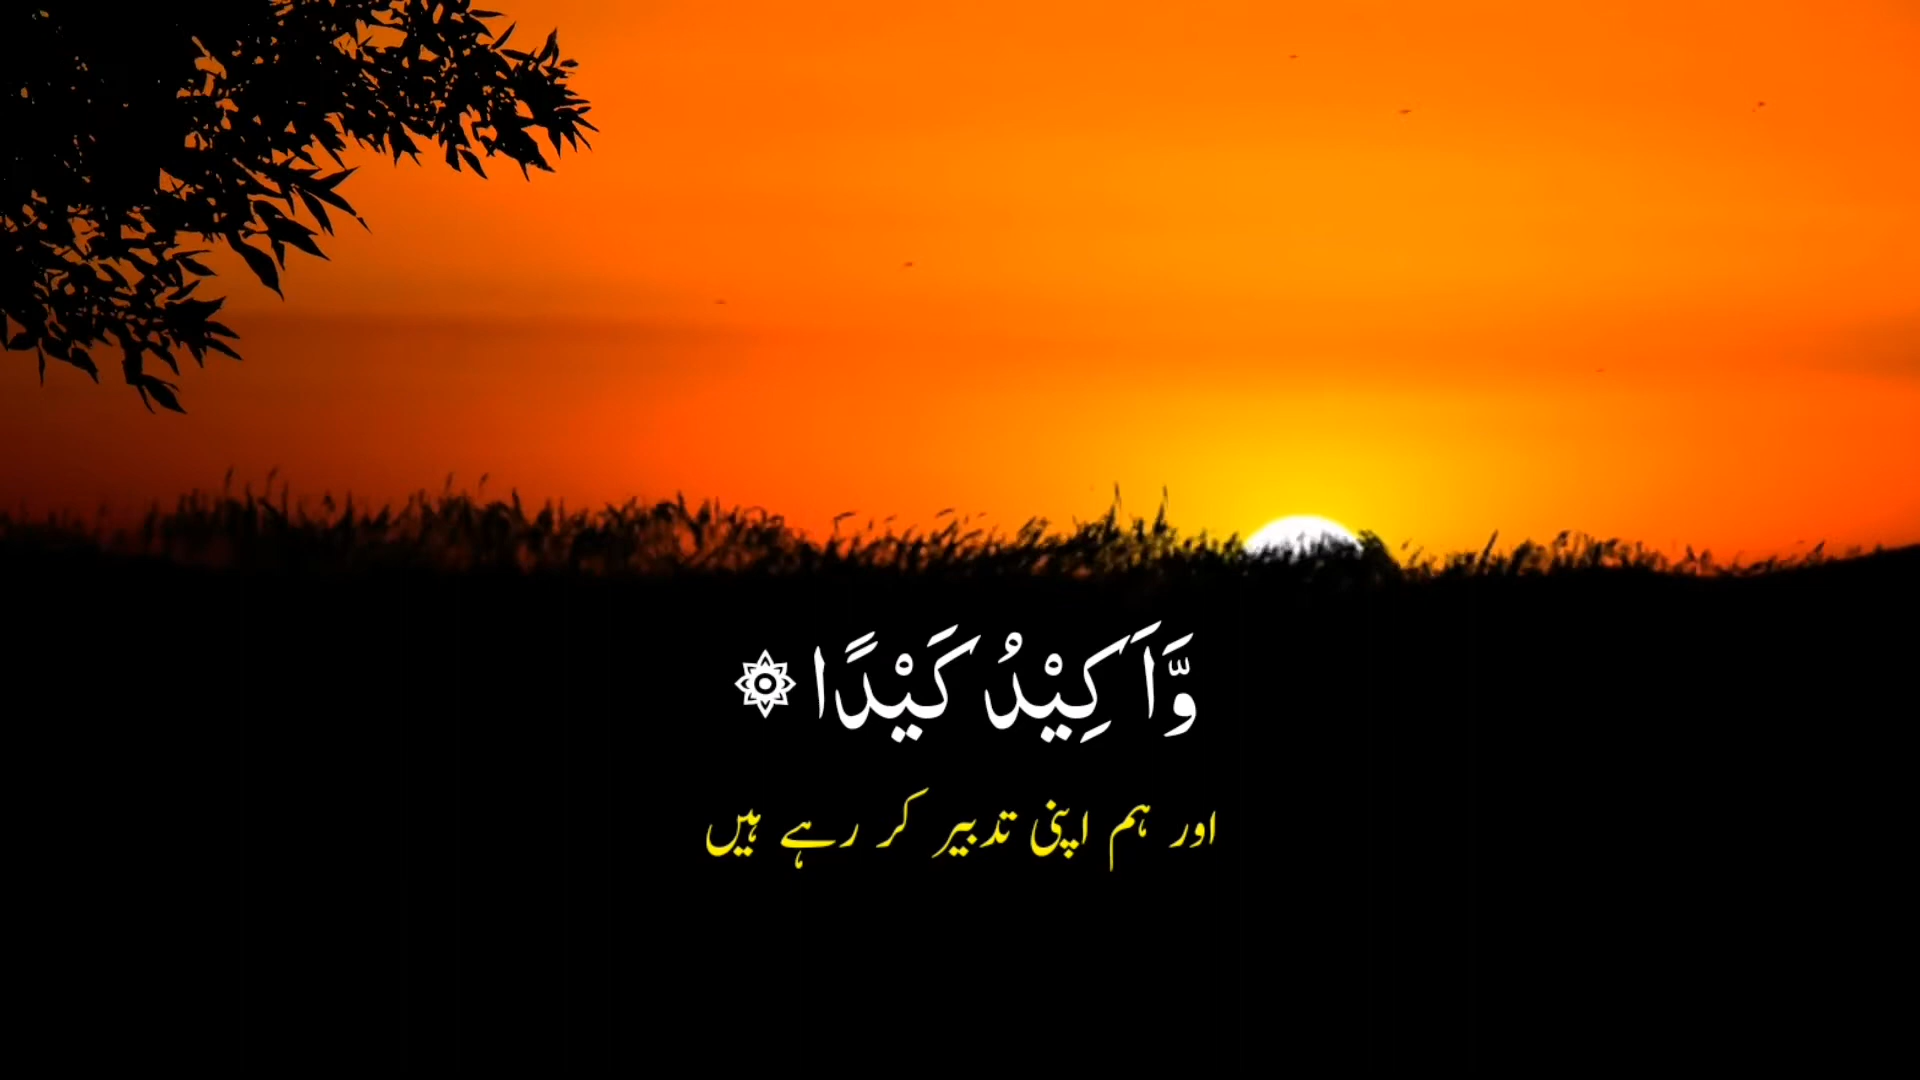 وَّاَكِيْدُ كَيْدًا ۞
اور ہم اپنی تدبیر کر رہے ہیں